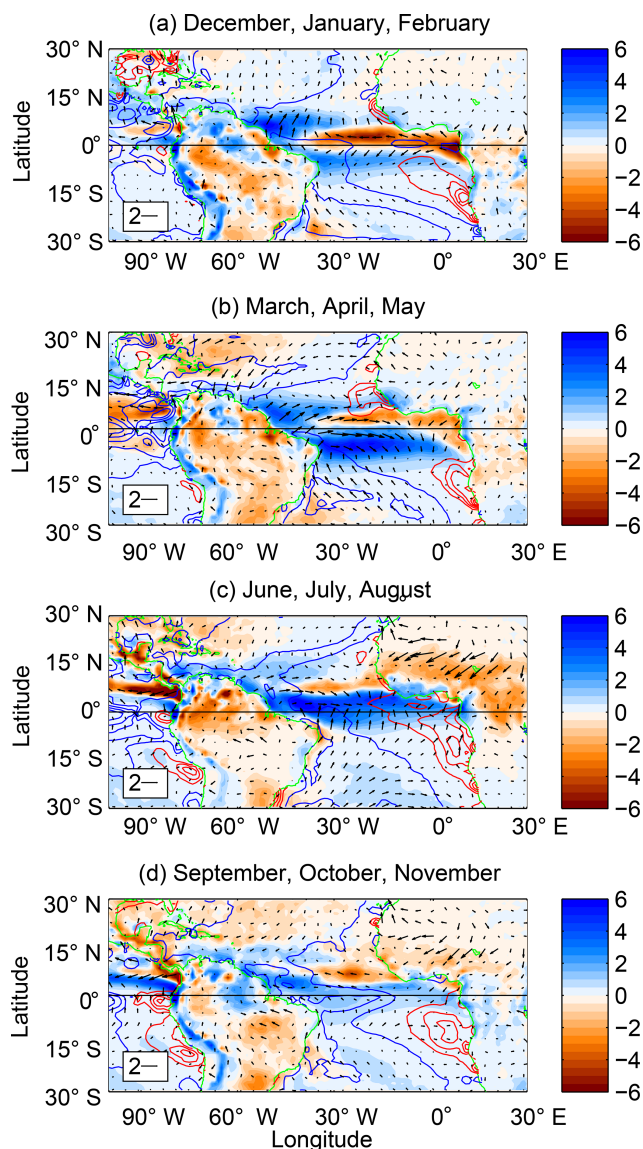 (a) December, January, February
30° N
15° N
0°
15° S
30° S
Latitude
2
90° W 60° W 30° W 0° 30° E
6
4
2
0
−2
−4
−6
(b) March, April, May
30° N
15° N
0°
15° S
30° S
Latitude
2
90° W 60° W 30° W 0° 30° E
6
4
2
0
−2
−4
−6
(c) June, July, August
30° N
15° N
0°
15° S
30° S
Latitude
2
90° W 60° W 30° W 0° 30° E
6
4
2
0
−2
−4
−6
(d) September, October, November
30° N
15° N
0°
15° S
30° S
Latitude
2
90° W 60° W 30° W 0° 30° E
6
4
2
0
−2
−4
−6
Longitude